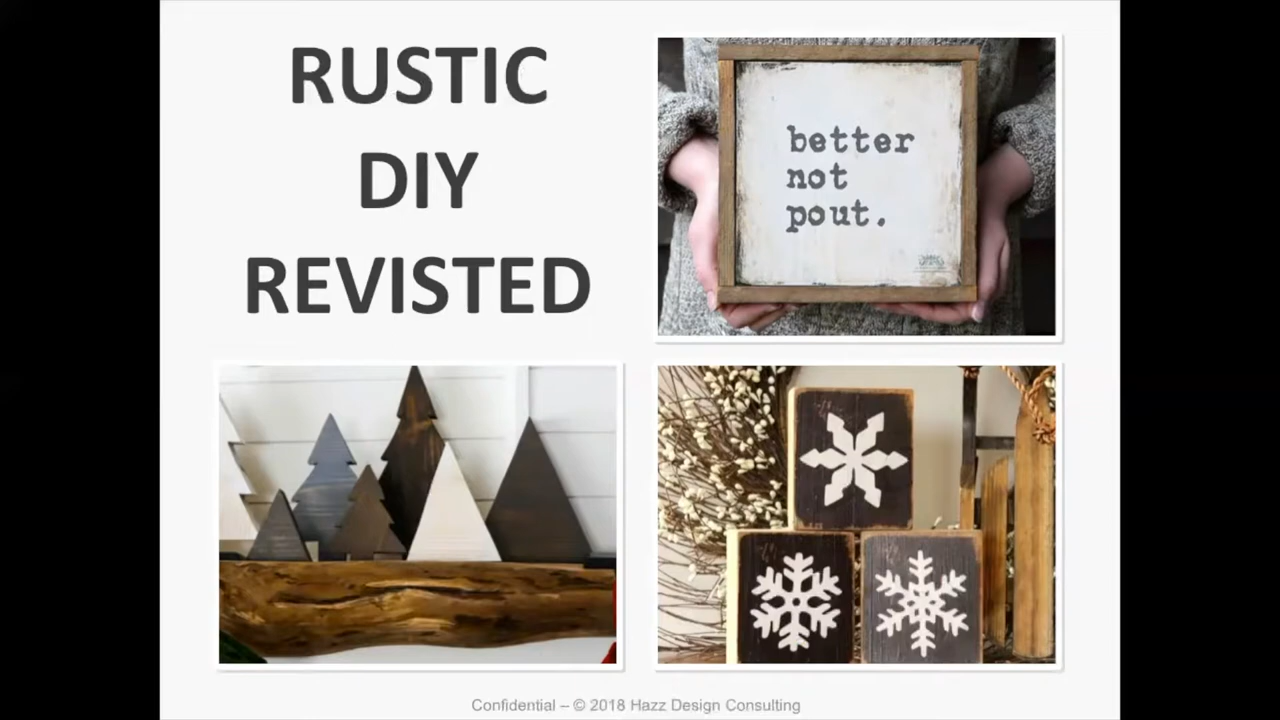 RUSTIC
DIY
REVISTED
better
not
pout.
Confidential – © 2018 Hazz Design Consulting